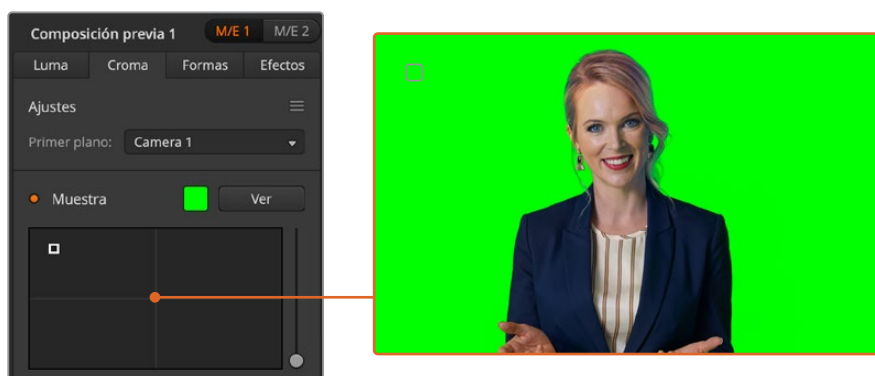 Composición previa 1 M/E 1 M/E 2
Luma Croma Formas Efectos
Ajustes
Primer plano: Camera 1
Muestra Ver